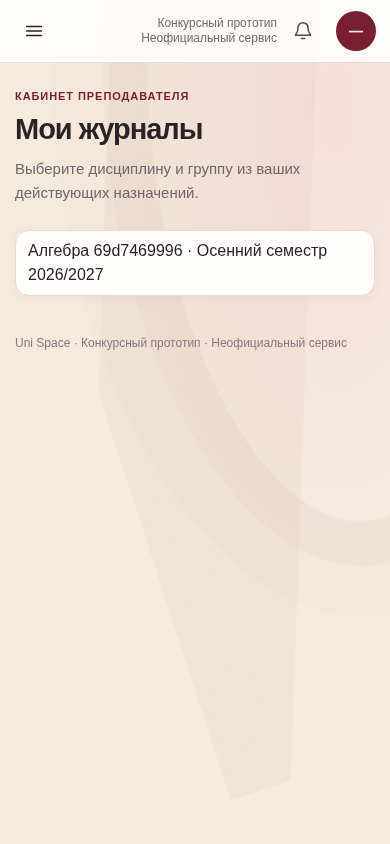 Конкурсный прототип
Неофициальный сервис
—
КАБИНЕТ ПРЕПОДАВАТЕЛЯ
Мои журналы
Выберите дисциплину и группу из ваших
действующих назначений.
Алгебра 69d7469996 · Осенний семестр
2026/2027
Uni Space · Конкурсный прототип · Неофициальный сервис